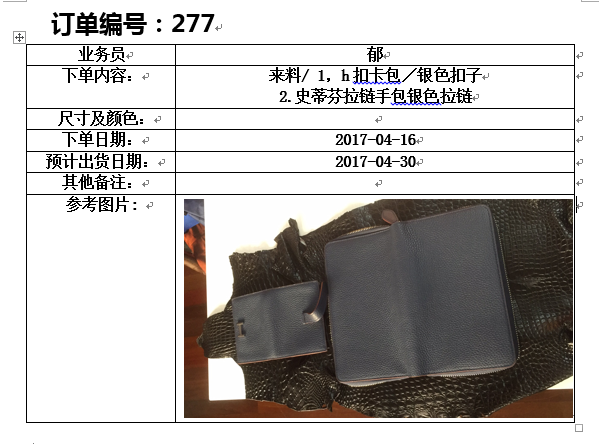 订单编号：277
业务员 郁
下单内容： 来料/ 1，h扣卡包／银色扣子
2.史蒂芬拉链手包银色拉链
尺寸及颜色：
下单日期： 2017-04-16
预计出货日期： 2017-04-30
其他备注：
参考图片: